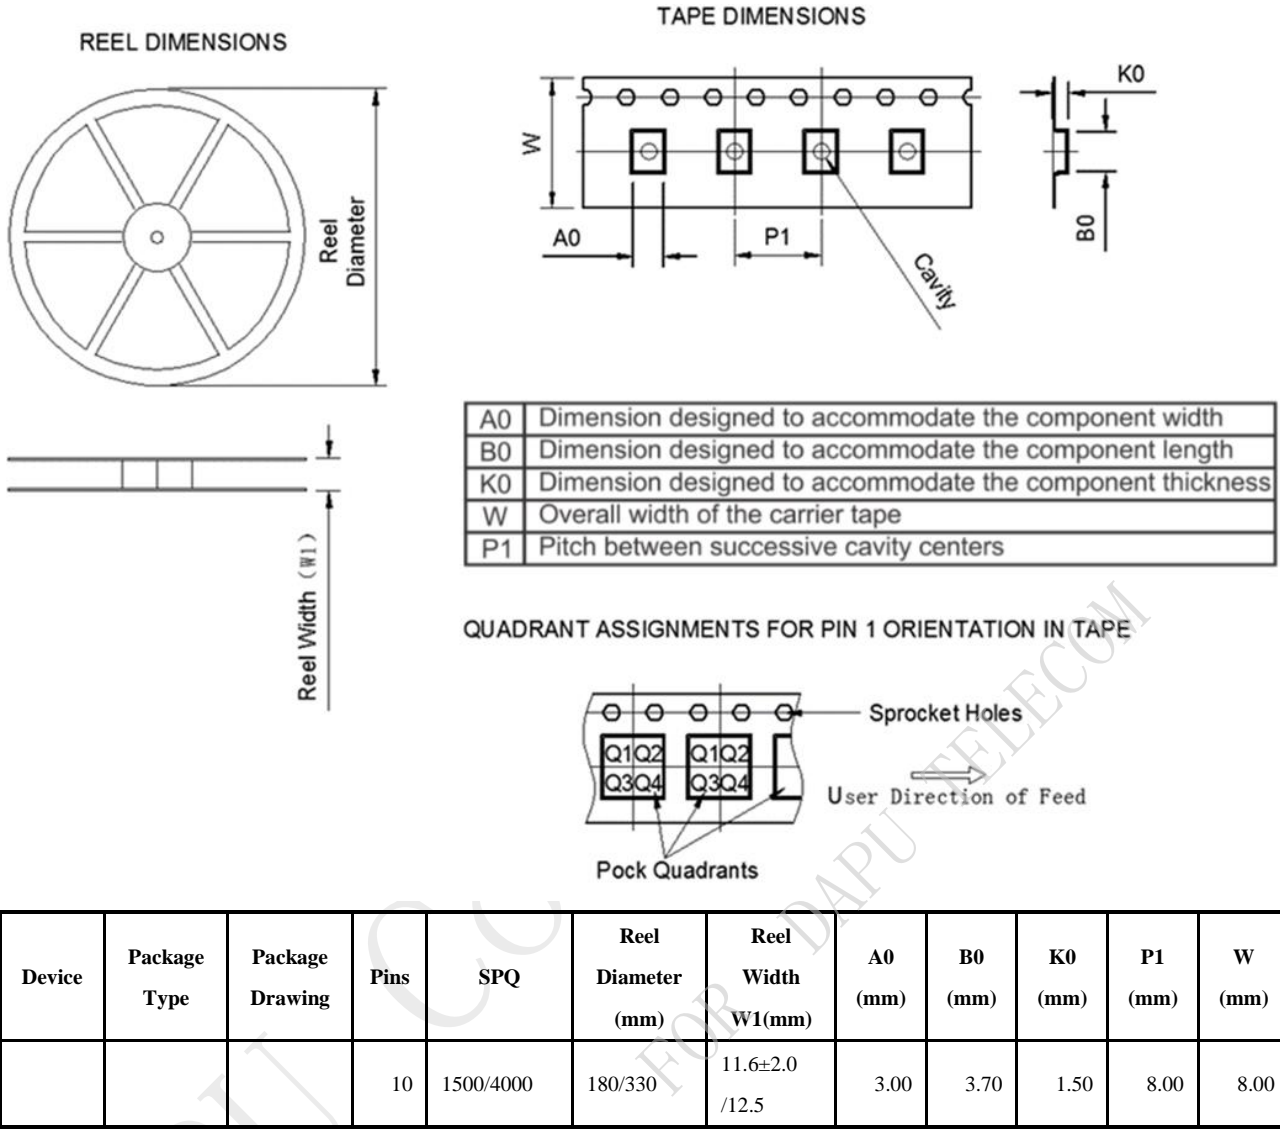 REEL DIMENSIONS
TAPE DIMENSIONS
Reel
Diameter
W
A0
P1
Cavity
K0
B0
Reel Width (W1)
A0 Dimension designed to accommodate the component width
B0 Dimension designed to accommodate the component length
K0 Dimension designed to accommodate the component thickness
W Overall width of the carrier tape
P1 Pitch between successive cavity centers
QUADRANT ASSIGNMENTS FOR PIN 1 ORIENTATION IN TAPE
Sprocket Holes
Q1 Q2 Q1 Q2
Q3 Q4 Q3 Q4
User Direction of Feed
Pock Quadrants
FOR DAPU TELECOM
Device Package Type Package Drawing Pins SPQ Reel Diameter (mm) Reel Width W1(mm) A0 (mm) B0 (mm) K0 (mm) P1 (mm) W (mm)
10 1500/4000 180/330 11.6±2.0 /12.5 3.00 3.70 1.50 8.00 8.00